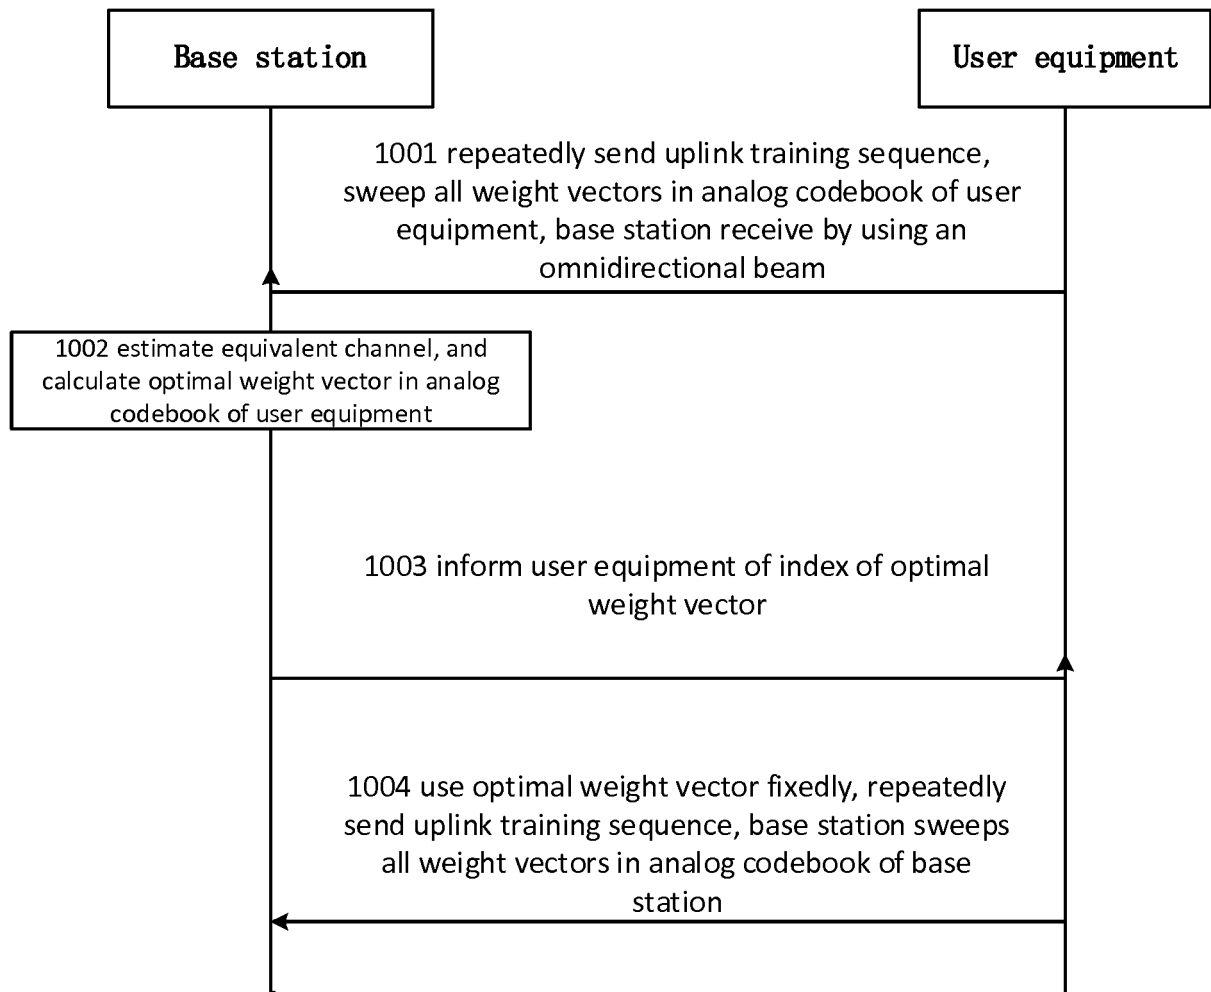 Base station
User equipment
1001 repeatedly send uplink training sequence,
sweep all weight vectors in analog codebook of user
equipment, base station receive by using an
omnidirectional beam
1002 estimate equivalent channel, and
calculate optimal weight vector in analog
codebook of user equipment
1003 inform user equipment of index of optimal
weight vector
1004 use optimal weight vector fixedly, repeatedly
send uplink training sequence, base station sweeps
all weight vectors in analog codebook of base
station